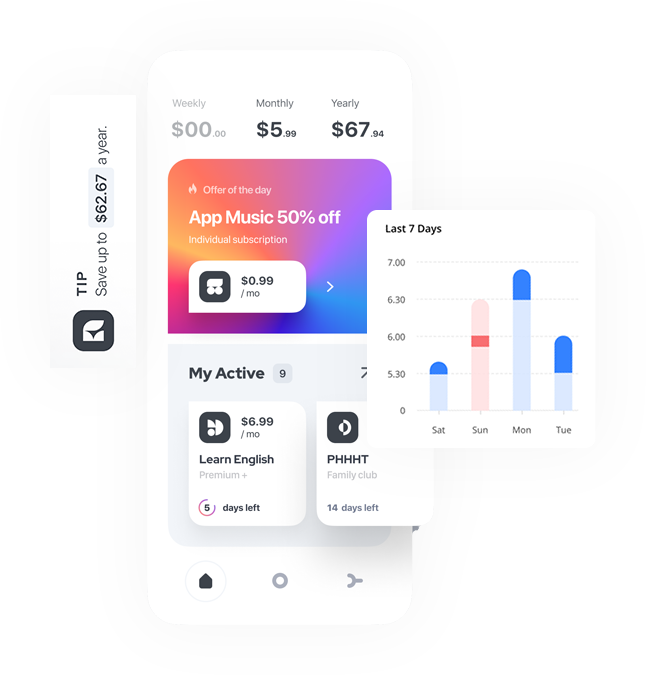 Weekly
Monthly
Yearly
$00.00
$5.99
$67.94
TIP
Save up to $62.67 a year.
Offer of the day
App Music 50% off
Individual subscription
$0.99
/ mo
Last 7 Days
7.00
6.30
6.00
5.30
0
Sat Sun Mon Tue
My Active 9
$6.99
/ mo
Learn English
Premium +
5 days left
PHHHT
Family club
14 days left